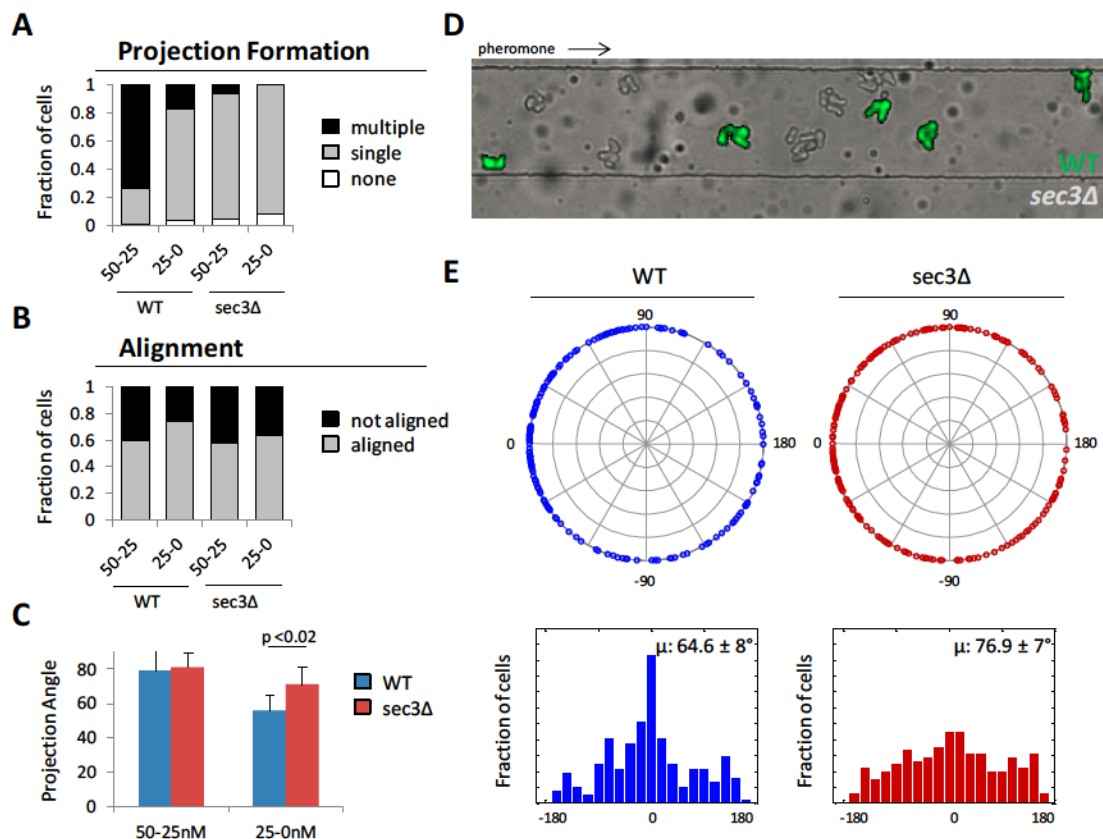 A
Projection Formation
Fraction of cells
1
0.8
0.6
0.4
0.2
0
multiple
single
none
50-25
25-0
50-25
25-0
WT
sec3Δ
B
Alignment
Fraction of cells
1
0.8
0.6
0.4
0.2
0
not aligned
aligned
50-25
25-0
50-25
25-0
WT
sec3Δ
C
Projection Angle
80
60
40
20
0
p <0.02
WT
sec3Δ
50-25nM
25-0nM
D
pheromone
WT
sec3Δ
E
WT
90
0
180
-90
sec3Δ
90
0
180
-90
Fraction of cells
μ: 64.6 ± 8°
-180
0
180
Fraction of cells
μ: 76.9 ± 7°
-180
0
180